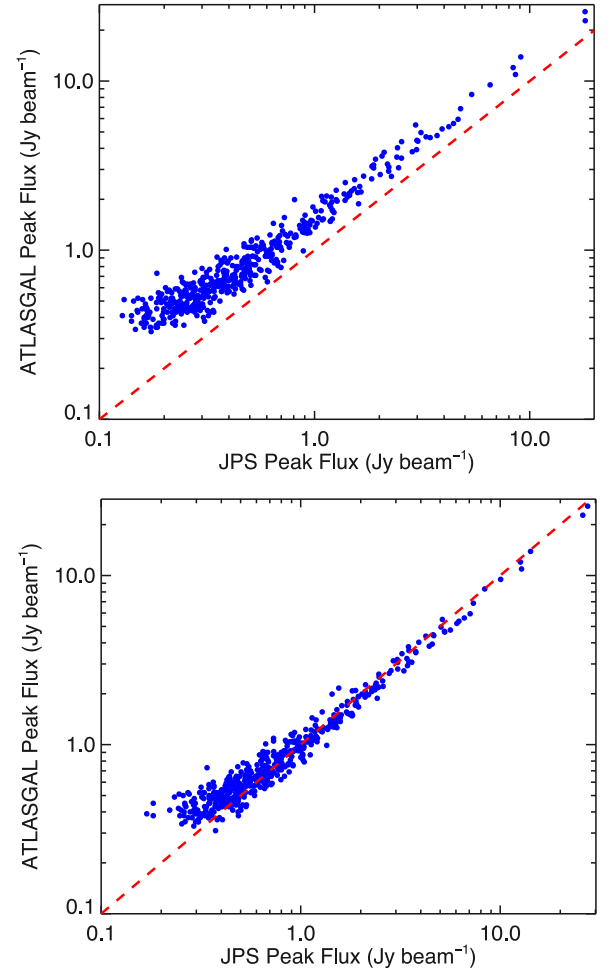 10.0
1.0
0.1
ATLASGAL Peak Flux (Jy beam⁻¹)
0.1 1.0 10.0
JPS Peak Flux (Jy beam⁻¹)
10.0
1.0
0.1
ATLASGAL Peak Flux (Jy beam⁻¹)
0.1 1.0 10.0
JPS Peak Flux (Jy beam⁻¹)